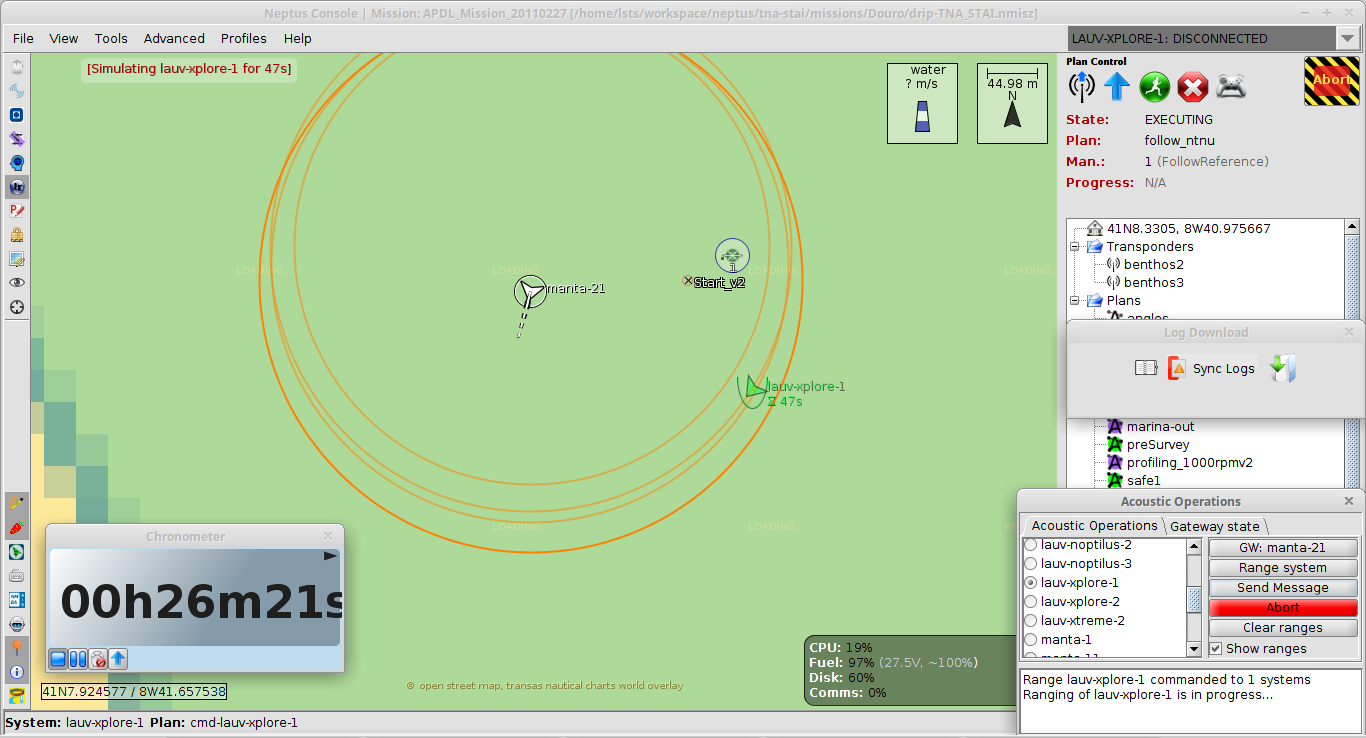 Neptus Console | Mission: APDL_Mission_20110227 [/home/lsts/workspace/neptus/tna-stai/missions/Douro/drip-TNA_STAI.nmisz]
File View Tools Advanced Profiles Help
LAUV-XPLORE-1: DISCONNECTED
[Simulating lauv-xplore-1 for 47s]
water
? m/s
44.98 m
N
Plan Control
Abort
State: EXECUTING
Plan: follow_ntnu
Man.: 1 (FollowReference)
Progress: N/A
41N8.3305, 8W40.975667
Transponders
benthos2
benthos3
Plans
angles
LOADING
LOADING
LOADING
LOADING
1
Start_v2
manta-21
lauv-xplore-1
Σ 47s
Log Download
Sync Logs
marina-out
preSurvey
profiling_1000rpmv2
safe1
LOADING
LOADING
Chronometer
00h26m21s
41N7.924577 / 8W41.657538
© open street map, transas nautical charts world overlay
CPU: 19%
Fuel: 97% (27.5V, ~100%)
Disk: 60%
Comms: 0%
Acoustic Operations
Acoustic Operations Gateway state
lauv-noptilus-2
lauv-noptilus-3
lauv-xplore-1
lauv-xplore-2
lauv-xtreme-2
manta-1
manta-11
GW: manta-21
Range system
Send Message
Abort
Clear ranges
Show ranges
Range lauv-xplore-1 commanded to 1 systems
Ranging of lauv-xplore-1 is in progress...
System: lauv-xplore-1 Plan: cmd-lauv-xplore-1